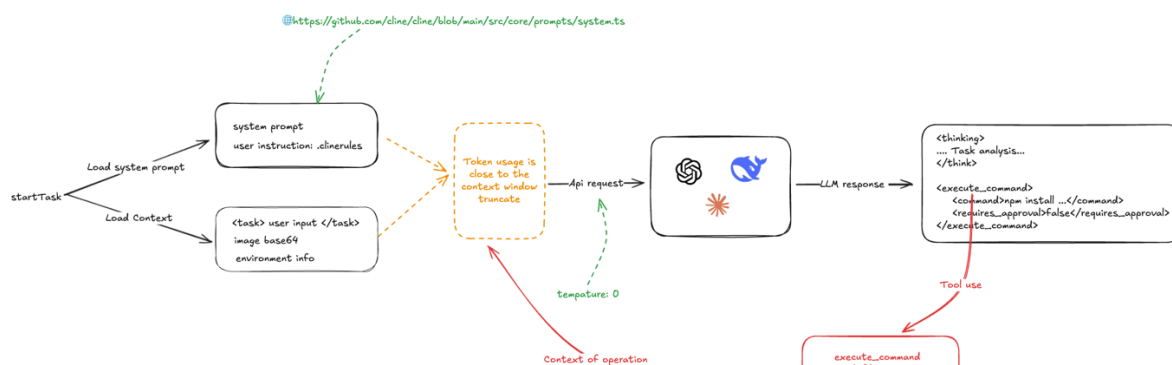 https://github.com/cline/cline/blob/main/src/core/prompts/system.ts
system prompt
user instruction: .clinerules
Load system prompt
startTask
Load Context
<task> user input </task>
image base64
environment info
Token usage is
close to the
context window
truncate
Api request
tempature: 0
LLM response
<thinking>
.... Task analysis...
</think>
<execute_command>
<command>npm install ...</command>
<requires_approval>False</requires_approval>
</execute_command>
Tool use
Context of operation
execute_command